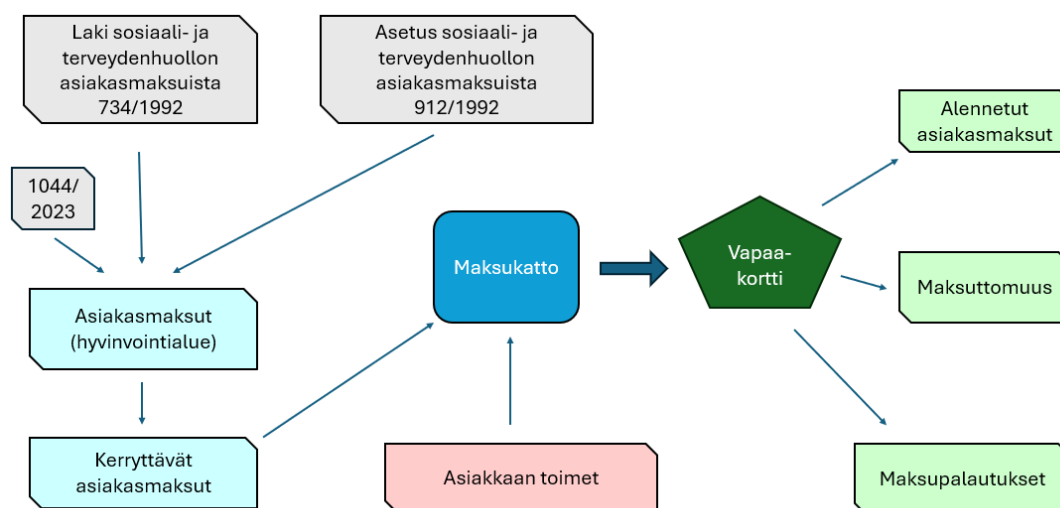 Laki sosiaali- ja
terveydenhuollon
asiakasmaksuista
734/1992
Asetus sosiaali- ja
terveydenhuollon
asiakasmaksuista
912/1992
1044/
2023
Asiakasmaksut
(hyvinvointialue)
Kerryttävät
asiakasmaksut
Maksukatto
Asiakkaan toimet
Vapaa-
kortti
Alennetut
asiakasmaksut
Maksuttomuus
Maksupalautukset